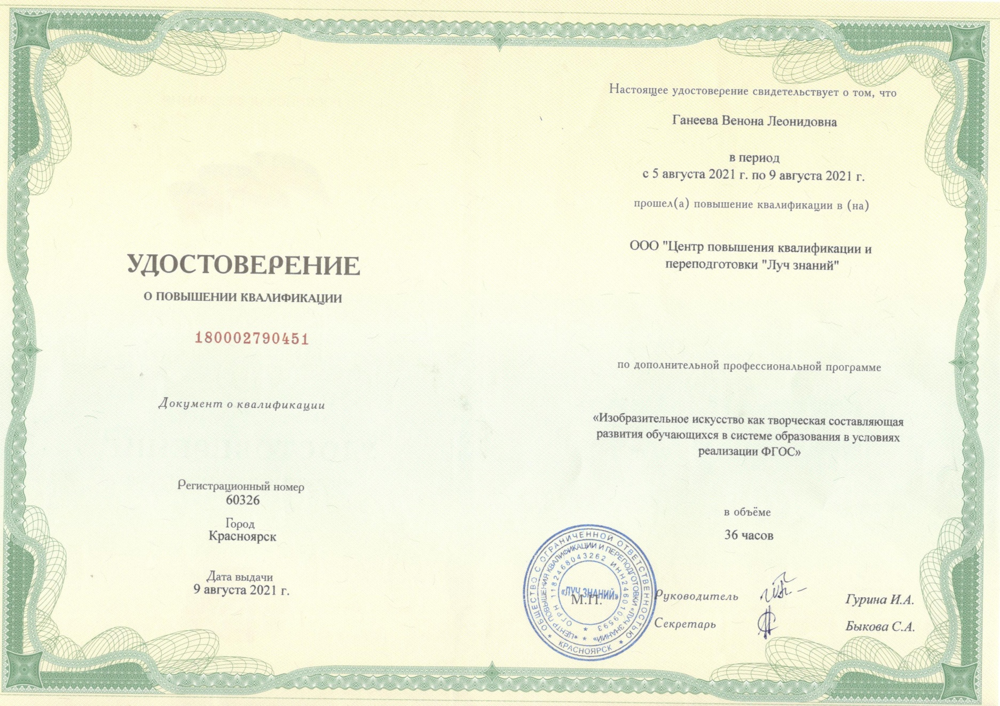 УДОСТОВЕРЕНИЕ
О ПОВЫШЕНИИ КВАЛИФИКАЦИИ
180002790451
Документ о квалификации
Регистрационный номер
60326
Город
Красноярск
Дата выдачи
9 августа 2021 г.
Настоящее удостоверение свидетельствует о том, что
Ганеева Венона Леонидовна
в период
с 5 августа 2021 г. по 9 августа 2021 г.
прошел(а) повышение квалификации в (на)
ООО "Центр повышения квалификации и
переподготовки "Луч знаний"
по дополнительной профессиональной программе
«Изобразительное искусство как творческая составляющая
развития обучающихся в системе образования в условиях
реализации ФГОС»
в объёме
36 часов
ОБЩЕСТВО С ОГРАНИЧЕННОЙ ОТВЕТСТВЕННОСТЬЮ
КРАСНОЯРСК
«ЦЕНТР ПОВЫШЕНИЯ КВАЛИФИКАЦИИ И ПЕРЕПОДГОТОВКИ «ЛУЧ ЗНАНИЙ»
ОГРН 1182468043262 ИНН2460109593
«ЛУЧ ЗНАНИЙ»
М.П.
Руководитель
Гурина И.А.
Секретарь
Быкова С.А.